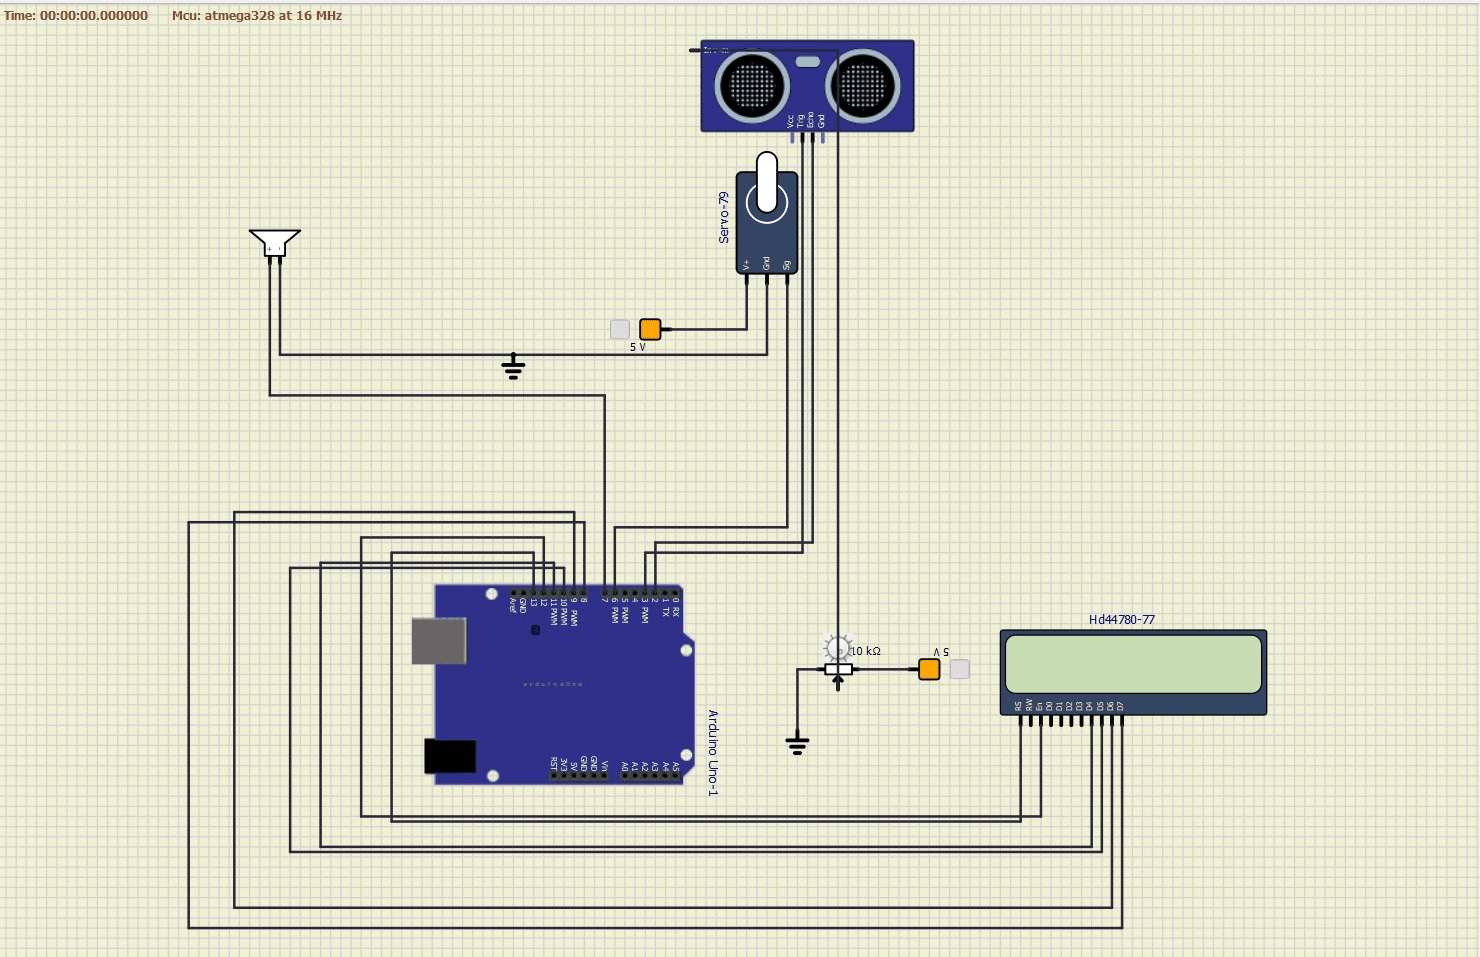 Time: 00:00:00.000000 Mcu: atmega328 at 16 MHz
Vcc
Trig
Echo
Gnd
Servo-79
V+
Gnd
Sig
+ -
5 V
Aref
GND
13
12
11 PWM
10 PWM
9 PWM
8
7
6 PWM
5 PWM
4
3 PWM
2
1 TX
0 RX
arduinoUno
Arduino Uno-1
RST
3V3
5V
GND
GND
Vin
A0
A1
A2
A3
A4
A5
10 kΩ
5 V
Hd44780-77
RS
RW
En
D0
D1
D2
D3
D4
D5
D6
D7